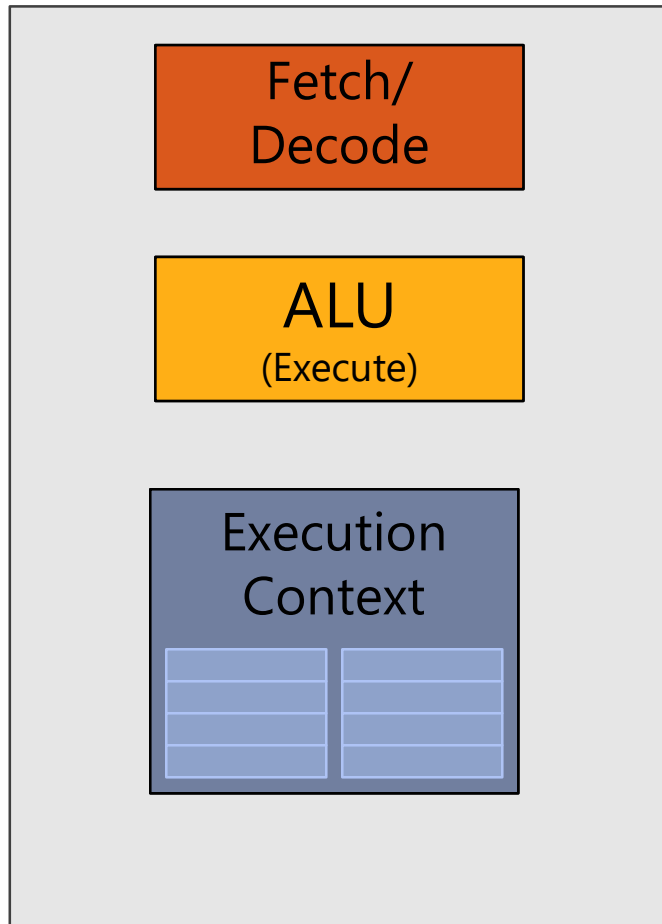 Fetch/
Decode
ALU
(Execute)
Execution
Context